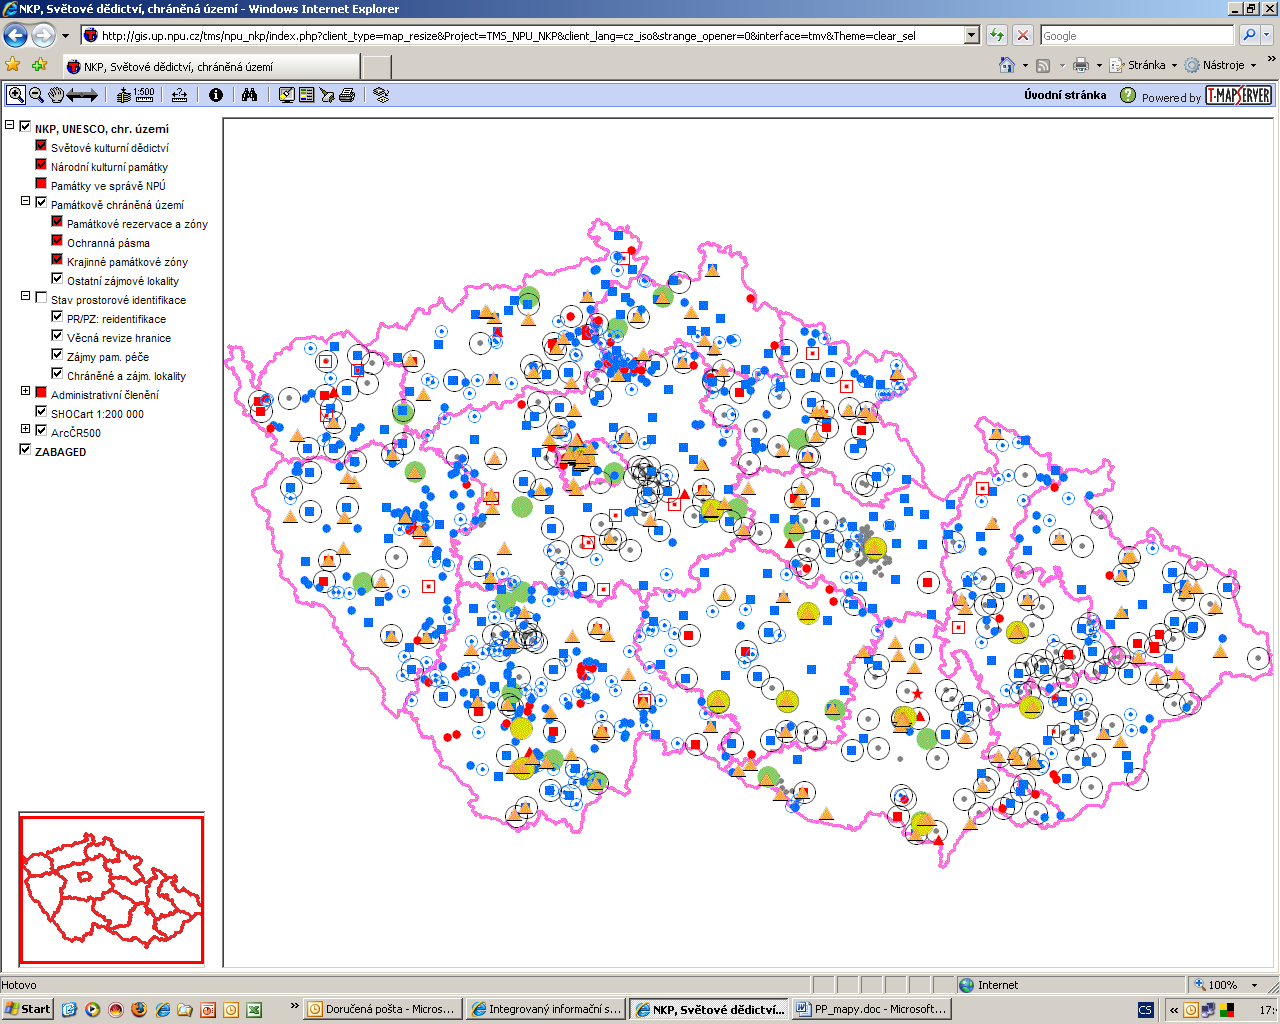 NKP, Světové dědictví, chráněná území - Windows Internet Explorer
http://gis.up.npu.cz/tms/npu_nkp/index.php?client_type=map_resize&Project=TMS_NPU_NKP&client_lang=cz_iso&strange_opener=0&interface=tmv&Theme=clear_sel
Google
NKP, Světové dědictví, chráněná území
Stránka
Nástroje
»
1:500
Úvodní stránka
Powered by T-MAPSERVER
NKP, UNESCO, chr. území
Světové kulturní dědictví
Národní kulturní památky
Památky ve správě NPÚ
Památkově chráněná území
Památkové rezervace a zóny
Ochranná pásma
Krajinné památkové zóny
Ostatní zájmové lokality
Stav prostorové identifikace
PR/PZ: reidentifikace
Věcná revize hranice
Zájmy pam. péče
Chráněné a zájm. lokality
Administrativní členění
SHOCart 1:200 000
ArcČR500
ZABAGED
Hotovo
Internet
100%
Start
»
Doručená pošta - Micros...
Integrovaný informační s...
NKP, Světové dědictví...
PP_mapy.doc - Microsoft...
CS
«
17: